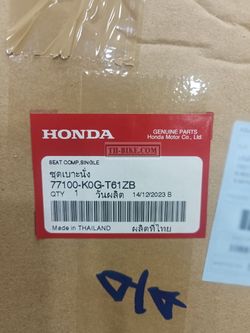 HONDA
GENUINE PARTS
Honda Motor Co., Ltd.
TH-BIKE.COM
SEAT COMP,SINGLE
ชุดเบาะนั่ง
77100-K0G-T61ZB
QTY 1 วันผลิต 14/12/2023 B
Made in THAILAND ผลิตที่ไทย